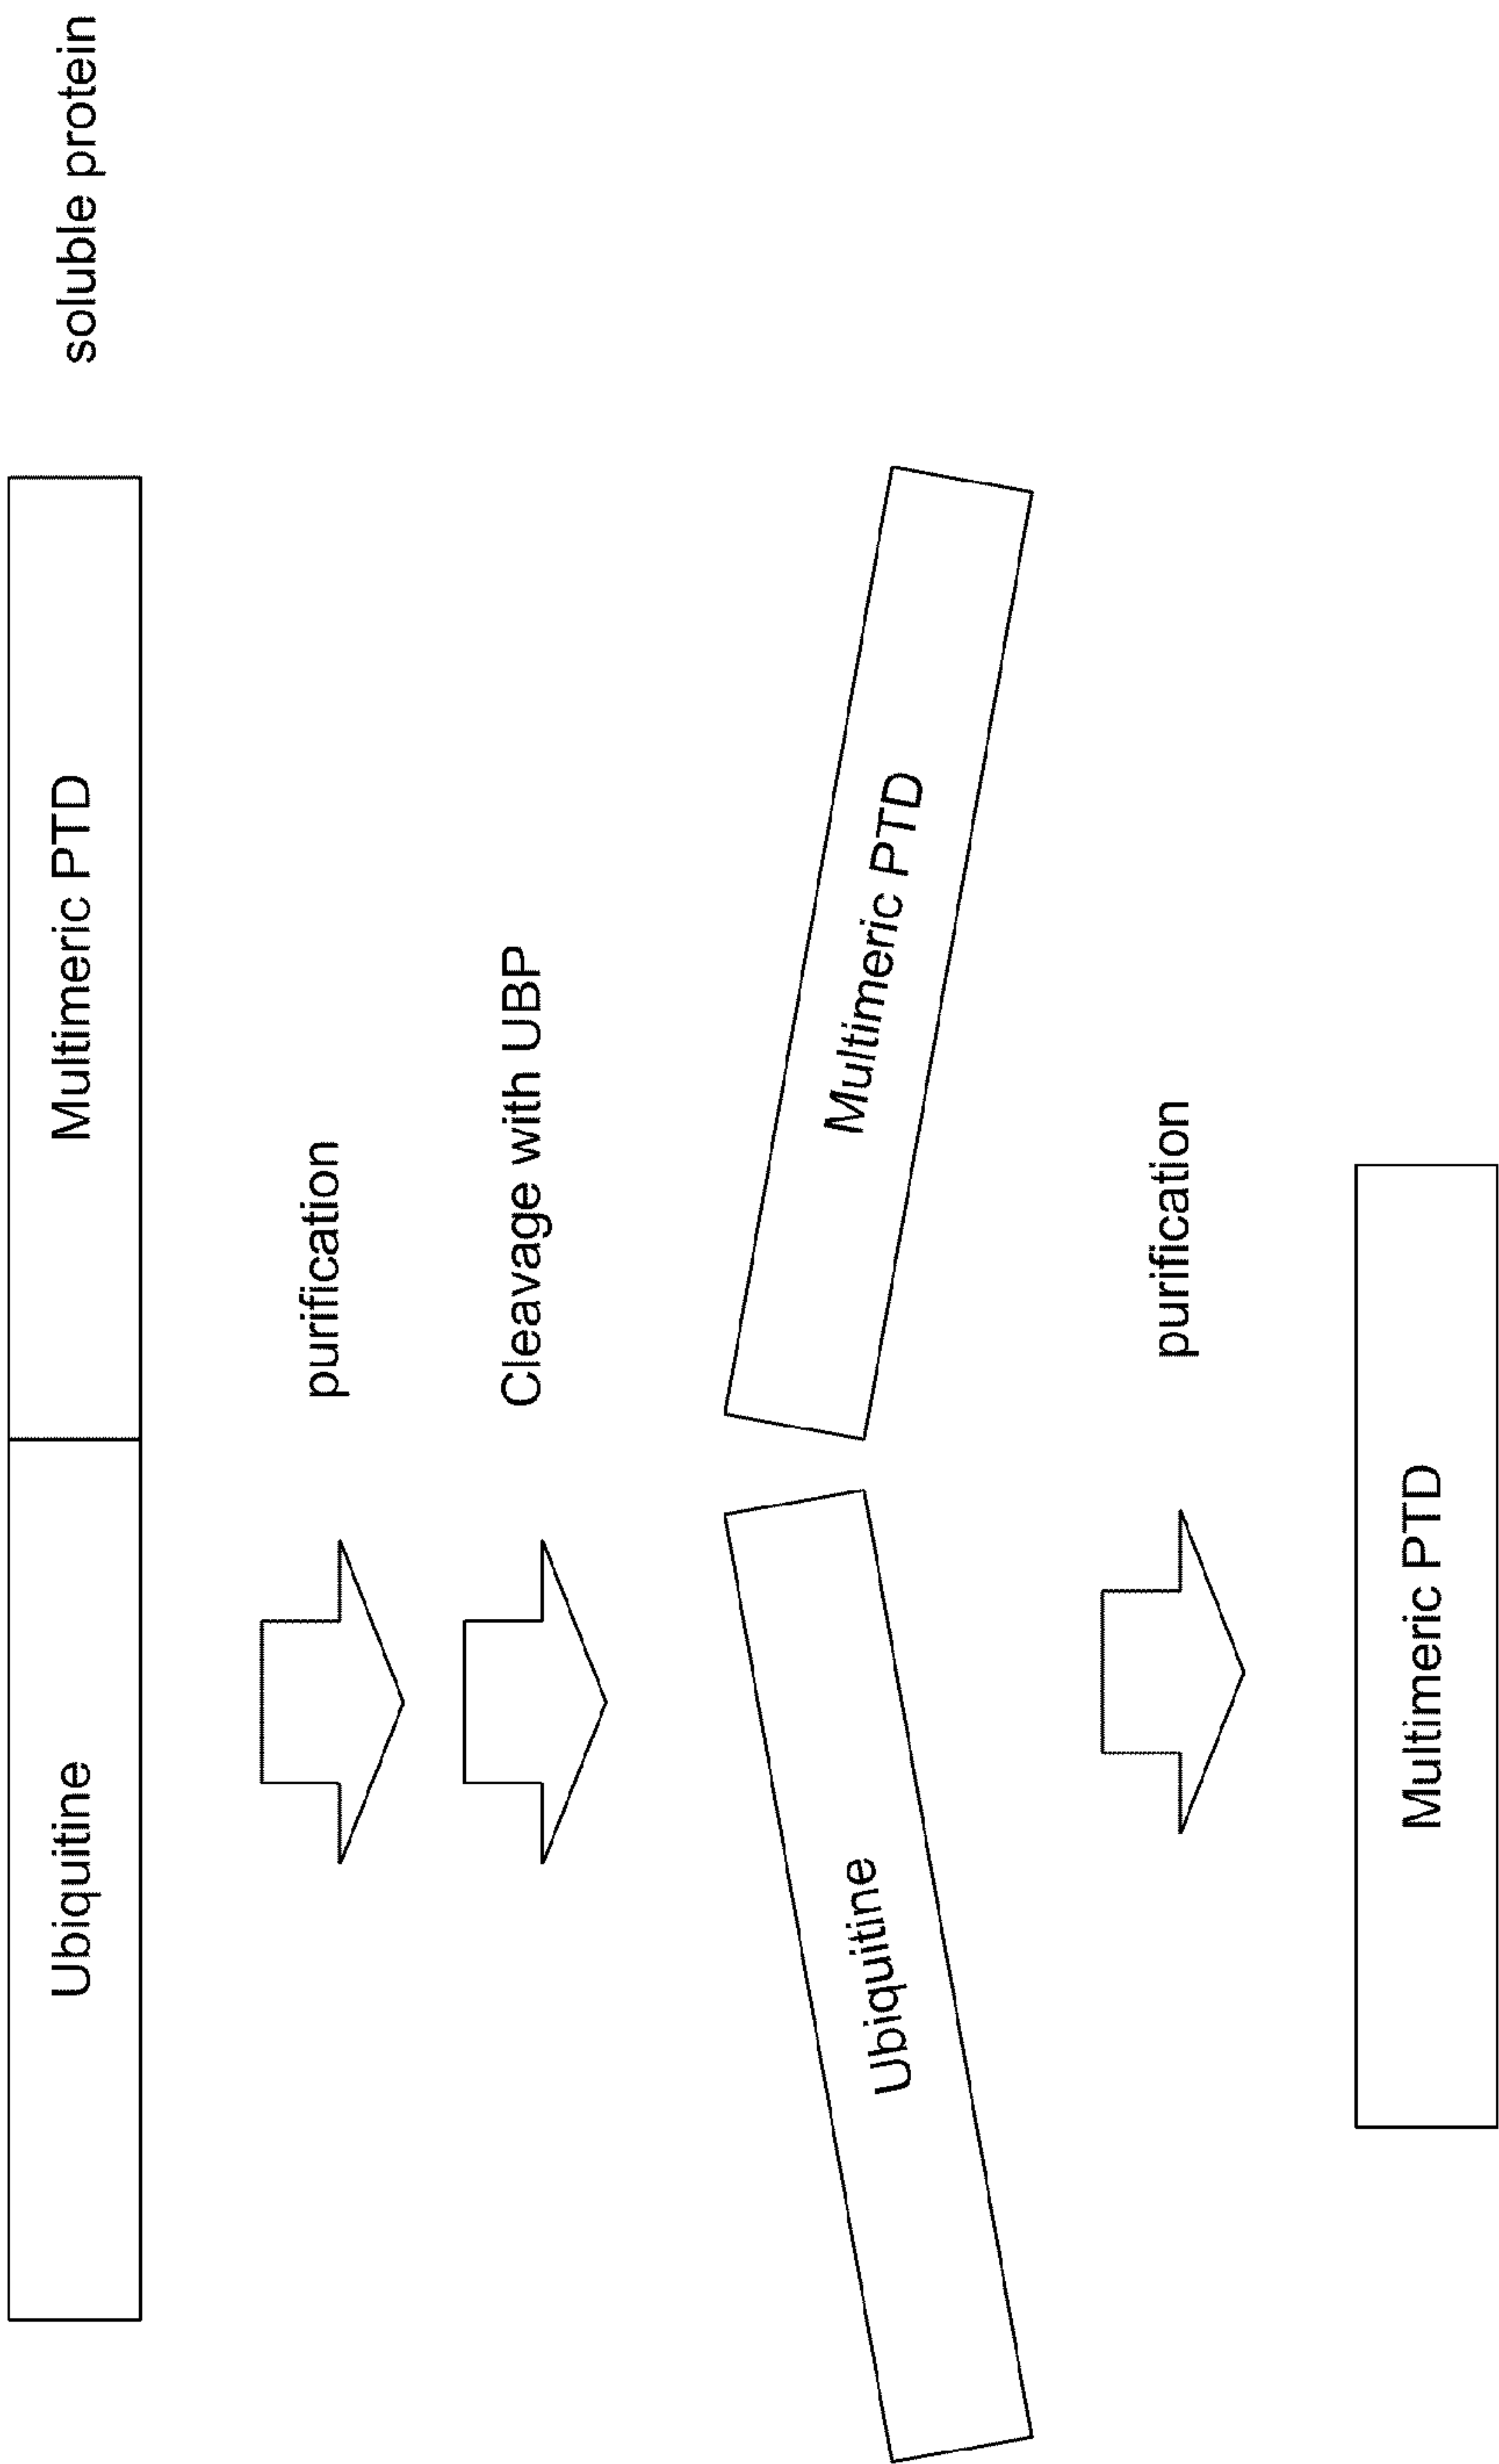 Ubiquitine
Multimeric PTD
soluble protein
purification
Cleavage with UBP
Ubiquitine
Multimeric PTD
purification
Multimeric PTD